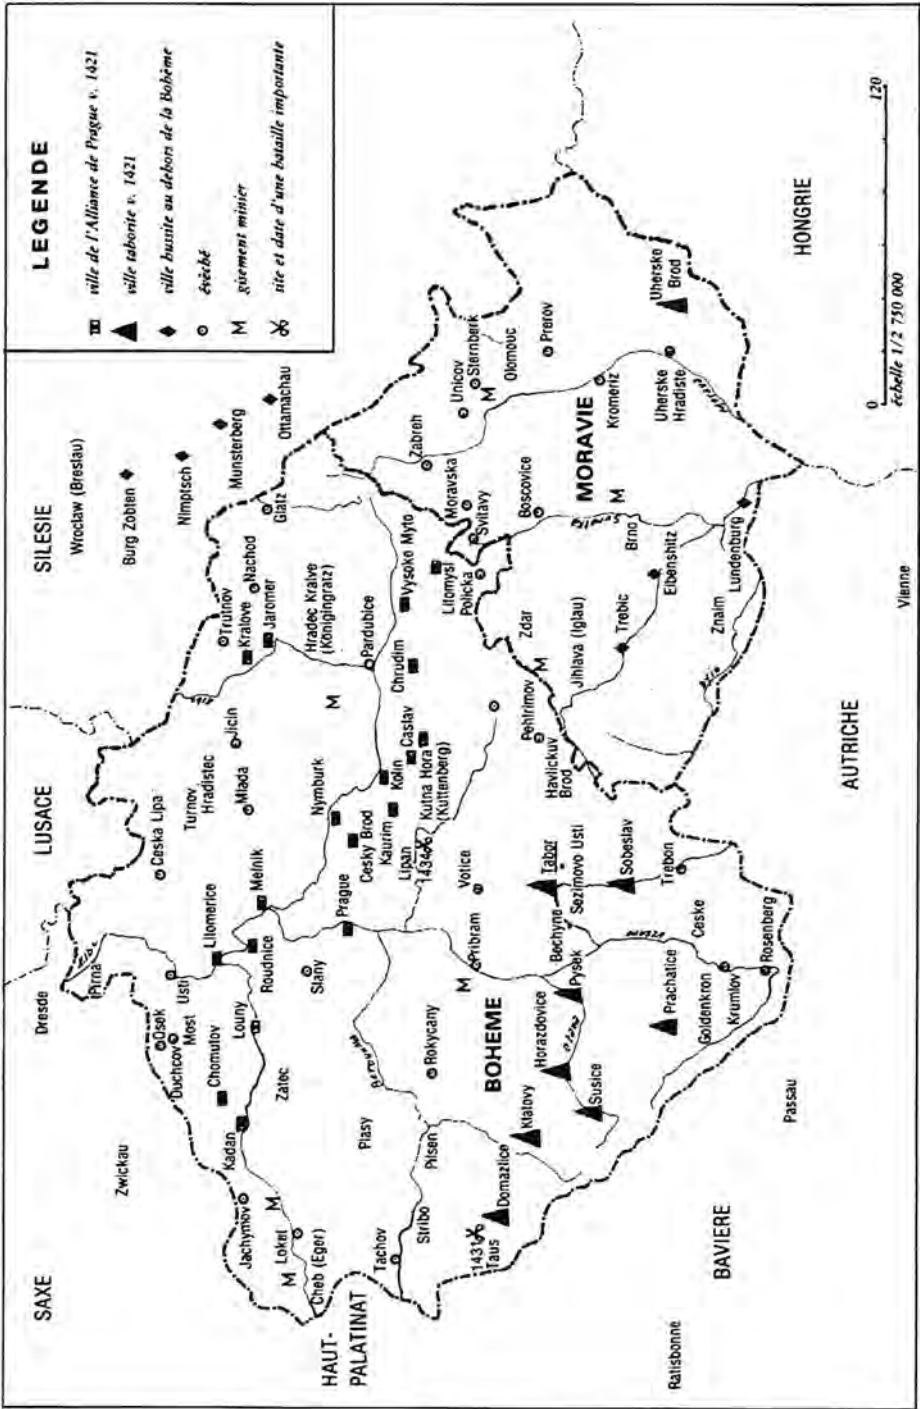 LEGENDE
ville de l'Alliance de Prague v. 1421
ville taborite v. 1421
ville hussite au dehors de la Bohême
évêché
M gisement minier
site et date d'une bataille importante
SAXE
LUSACE
SILESIE
Dresde
Zwickau
Wroclaw (Breslau)
Burg Zobten
Nimptsch
Munsterberg
Ottamachau
Glatz
Pirna
Elbe
Usti
Osek
Duchcov
Most
Chomutov
Kadan
Jachymov
Loket
Cheb (Eger)
M
M
HAUT-
PALATINAT
Louny
Zatec
Litomerice
Roudnice
Melnik
Slany
Ceska Lipa
Turnov
Hradistec
Mlada
Jicin
Trutnov
Kralove
Jaromer
Nachod
Hradec Kralve
(Königingratz)
Elbe
M
Pardubice
Nymburk
Prague
Cesky Brod
Kaurim
Kolin
Caslav
Kutna Hora
(Kuttenberg)
Lipan
1434
Chrudim
Vysoke Myto
Litomysl
Policka
Svitavy
Moravska
Zabreh
Unicov
Sternberk
M
Olomouc
Prerov
Boscovice
MORAVIE
M
Kromeriz
Uherske
Hradiste
Uherske
Brod
HONGRIE
Brno
Eibenshitz
Trebic
Znaim
Lundenburg
Jihlava (Iglau)
Zdar
M
Pehtrimov
Havlickuv
Brod
Plasy
Pilsen
Stribo
Tachov
1431
Taus
Domazlice
Klatovy
Susice
Horazdovice
BOHEME
Rokycany
Pribram
M
Votice
Tabor
Sezimovo Usti
Bechyne
Pysek
Sobeslav
Trebon
Prachatice
Ceske
Goldenkron
Krumlov
Rosenberg
Passau
BAVIERE
Ratisbonne
AUTRICHE
Vienne
0 120
échelle 1/2 750 000